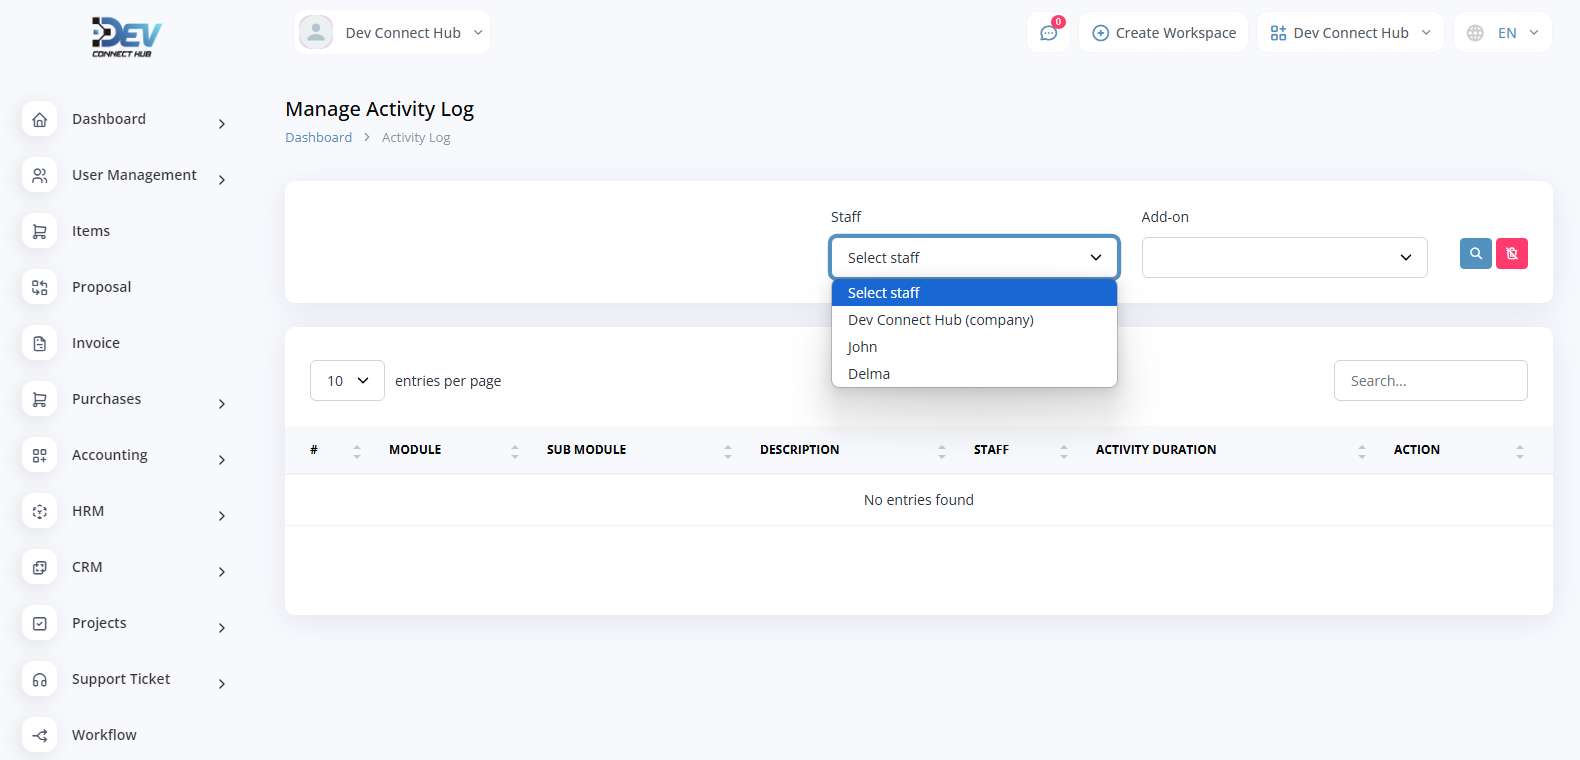 DEV
CONNECT HUB
Dev Connect Hub
0
Create Workspace
Dev Connect Hub
EN
Dashboard
User Management
Items
Proposal
Invoice
Purchases
Accounting
HRM
CRM
Projects
Support Ticket
Workflow
Manage Activity Log
Dashboard > Activity Log
Staff
Add-on
Select staff
Select staff
Dev Connect Hub (company)
John
Delma
10 entries per page
Search...
# MODULE SUB MODULE DESCRIPTION STAFF ACTIVITY DURATION ACTION
No entries found